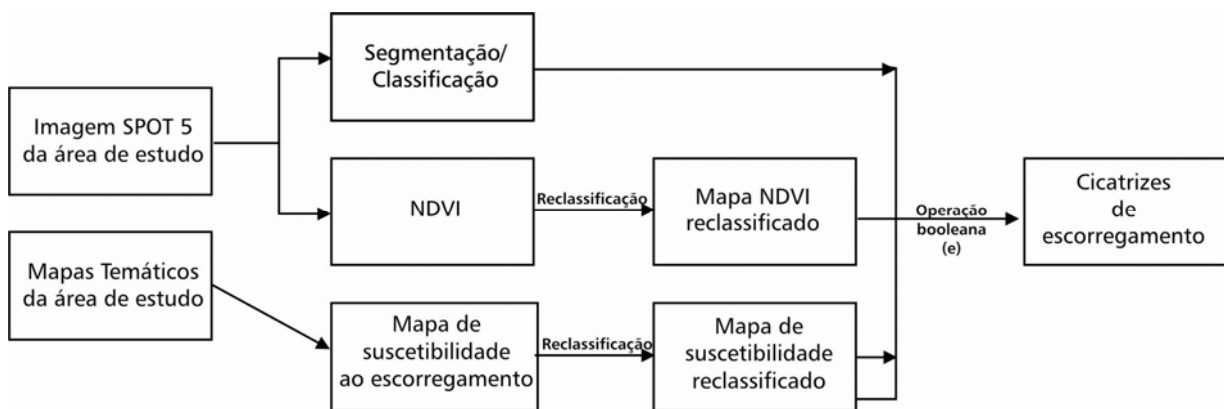 Imagem SPOT 5
da área de estudo
Mapas Temáticos
da área de estudo
Segmentação/
Classificação
NDVI
Reclassificação
Mapa NDVI
reclassificado
Mapa de
suscetibilidade
ao escorregamento
Reclassificação
Mapa de
suscetibilidade
reclassificado
Operação
booleana
(e)
Cicatrizes
de
escorregamento